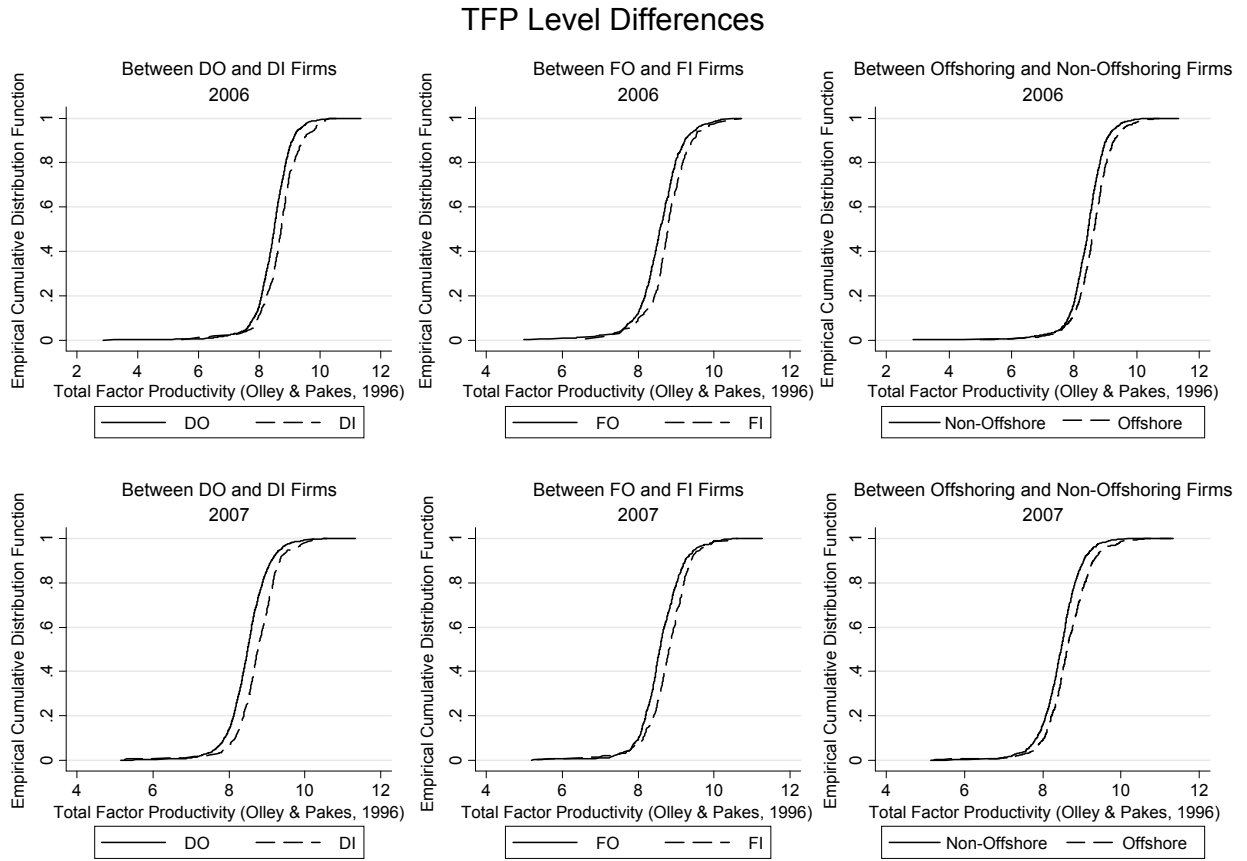 TFP Level Differences
Between DO and DI Firms
2006
Empirical Cumulative Distribution Function
0 .2 .4 .6 .8 1
2 4 6 8 10 12
Total Factor Productivity (Olley & Pakes, 1996)
DO DI
Between FO and FI Firms
2006
Empirical Cumulative Distribution Function
0 .2 .4 .6 .8 1
4 6 8 10 12
Total Factor Productivity (Olley & Pakes, 1996)
FO FI
Between Offshoring and Non-Offshoring Firms
2006
Empirical Cumulative Distribution Function
0 .2 .4 .6 .8 1
2 4 6 8 10 12
Total Factor Productivity (Olley & Pakes, 1996)
Non-Offshore Offshore
Between DO and DI Firms
2007
Empirical Cumulative Distribution Function
0 .2 .4 .6 .8 1
4 6 8 10 12
Total Factor Productivity (Olley & Pakes, 1996)
DO DI
Between FO and FI Firms
2007
Empirical Cumulative Distribution Function
0 .2 .4 .6 .8 1
4 6 8 10 12
Total Factor Productivity (Olley & Pakes, 1996)
FO FI
Between Offshoring and Non-Offshoring Firms
2007
Empirical Cumulative Distribution Function
0 .2 .4 .6 .8 1
4 6 8 10 12
Total Factor Productivity (Olley & Pakes, 1996)
Non-Offshore Offshore